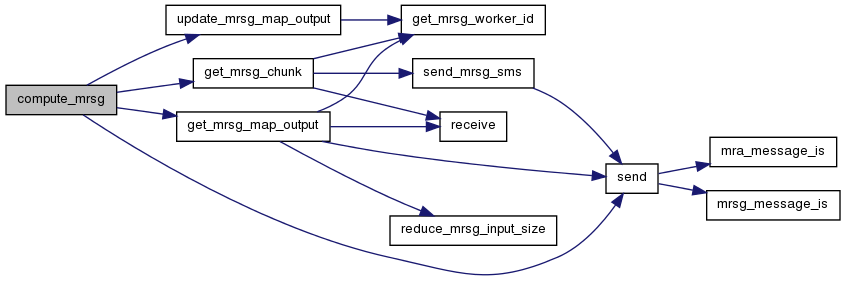 update_mrsg_map_output
get_mrsg_worker_id
get_mrsg_chunk
send_mrsg_sms
compute_mrsg
get_mrsg_map_output
receive
mra_message_is
send
mrsg_message_is
reduce_mrsg_input_size